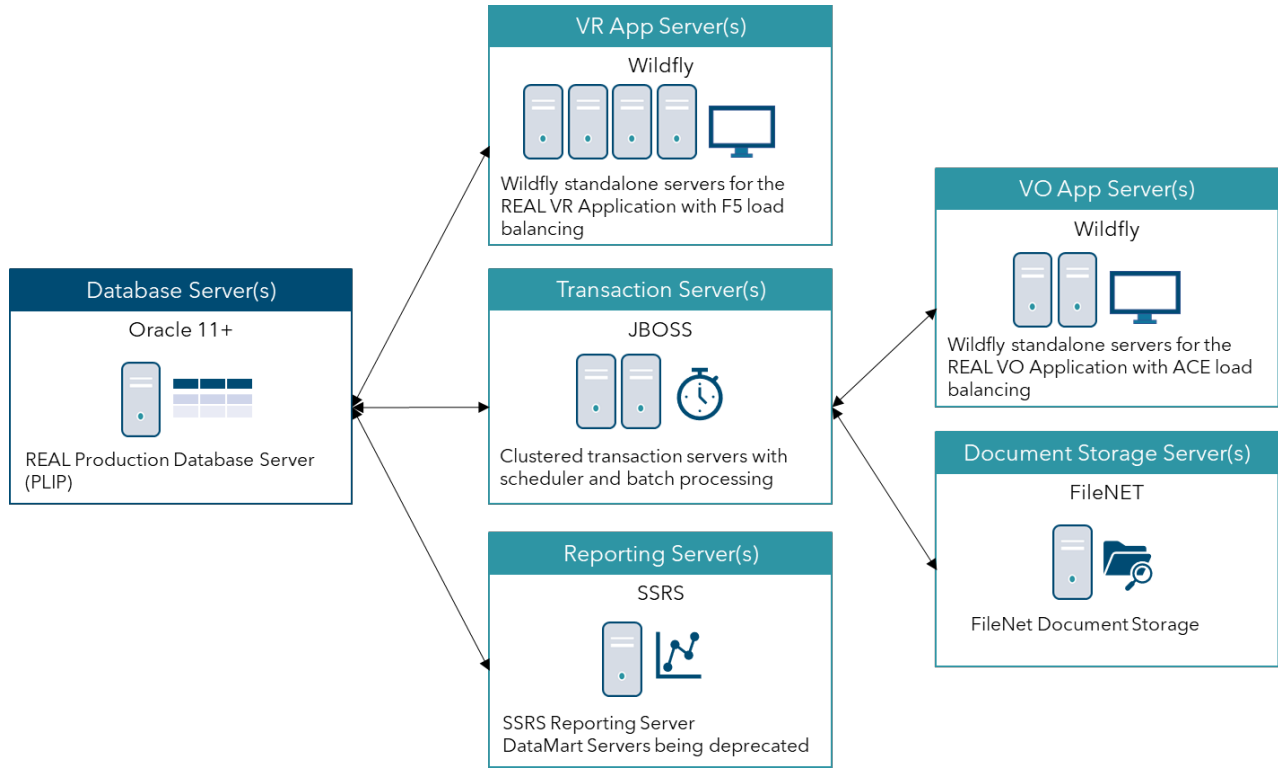 VR App Server(s)
Wildfly
Wildfly standalone servers for the
REAL VR Application with F5 load
balancing
Database Server(s)
Oracle 11+
REAL Production Database Server
(PLIP)
Transaction Server(s)
JBOSS
Clustered transaction servers with
scheduler and batch processing
Reporting Server(s)
SSRS
SSRS Reporting Server
DataMart Servers being deprecated
VO App Server(s)
Wildfly
Wildfly standalone servers for the
REAL VO Application with ACE load
balancing
Document Storage Server(s)
FileNET
FileNet Document Storage